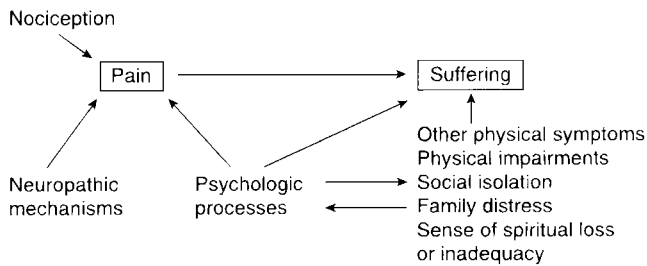 Nociception
Pain
Suffering
Neuropathic
mechanisms
Psychologic
processes
Other physical symptoms
Physical impairments
Social isolation
Family distress
Sense of spiritual loss
or inadequacy